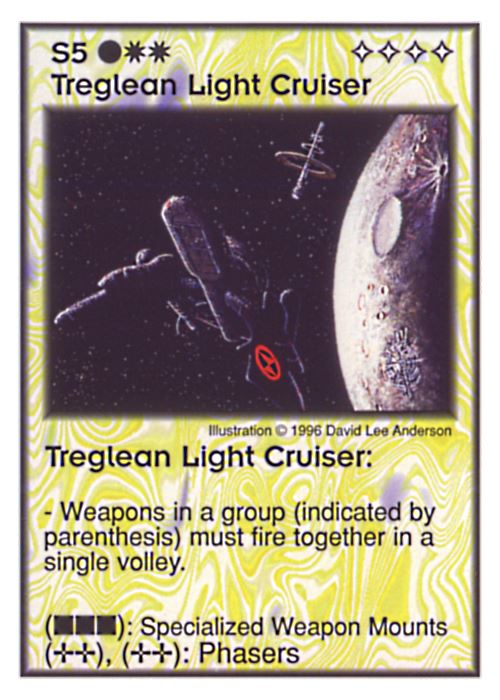 S5 ●✷✷ ✧✧✧✧
Treglean Light Cruiser
Illustration © 1996 David Lee Anderson
Treglean Light Cruiser:
- Weapons in a group (indicated by
parenthesis) must fire together in a
single volley.
(■■■): Specialized Weapon Mounts
(✛✛), (✛✛): Phasers